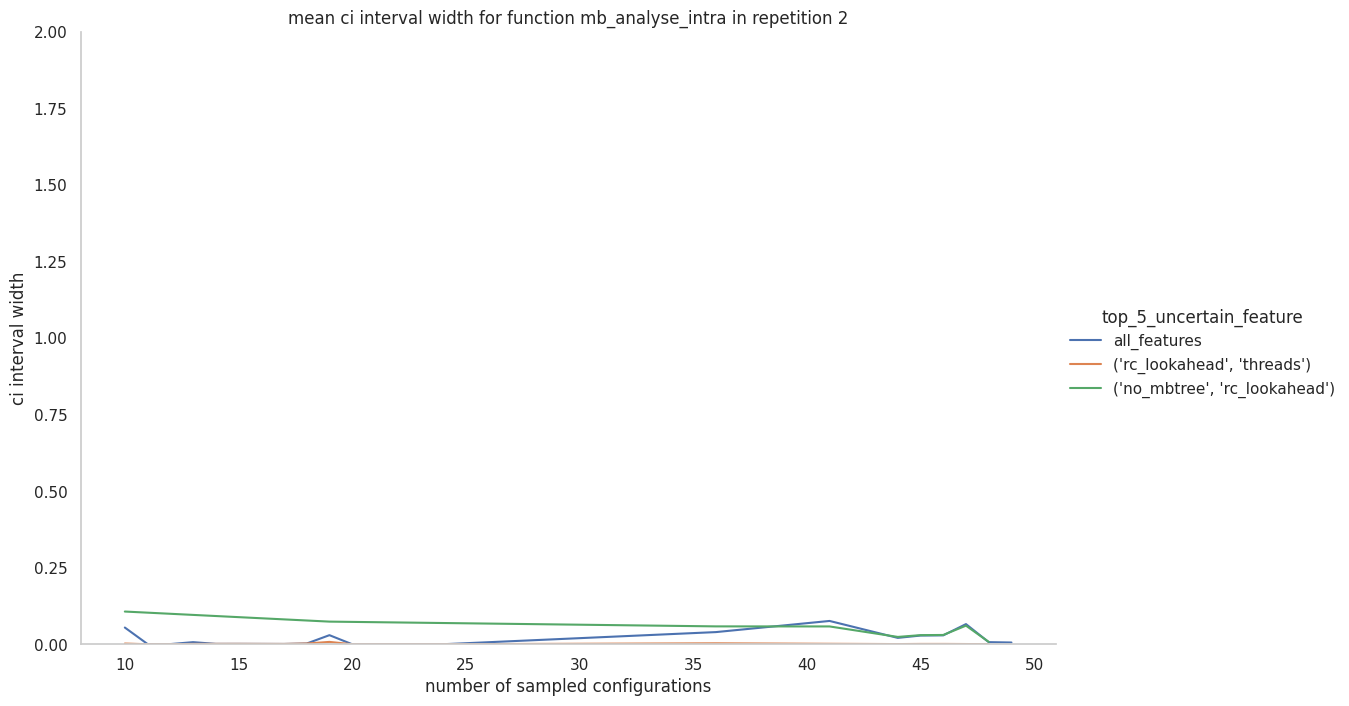 mean ci interval width for function mb_analyse_intra in repetition 2
2.00
1.75
1.50
1.25
1.00
0.75
0.50
0.25
0.00
ci interval width
10 15 20 25 30 35 40 45 50
number of sampled configurations
top_5_uncertain_feature
all_features
('rc_lookahead', 'threads')
('no_mbtree', 'rc_lookahead')